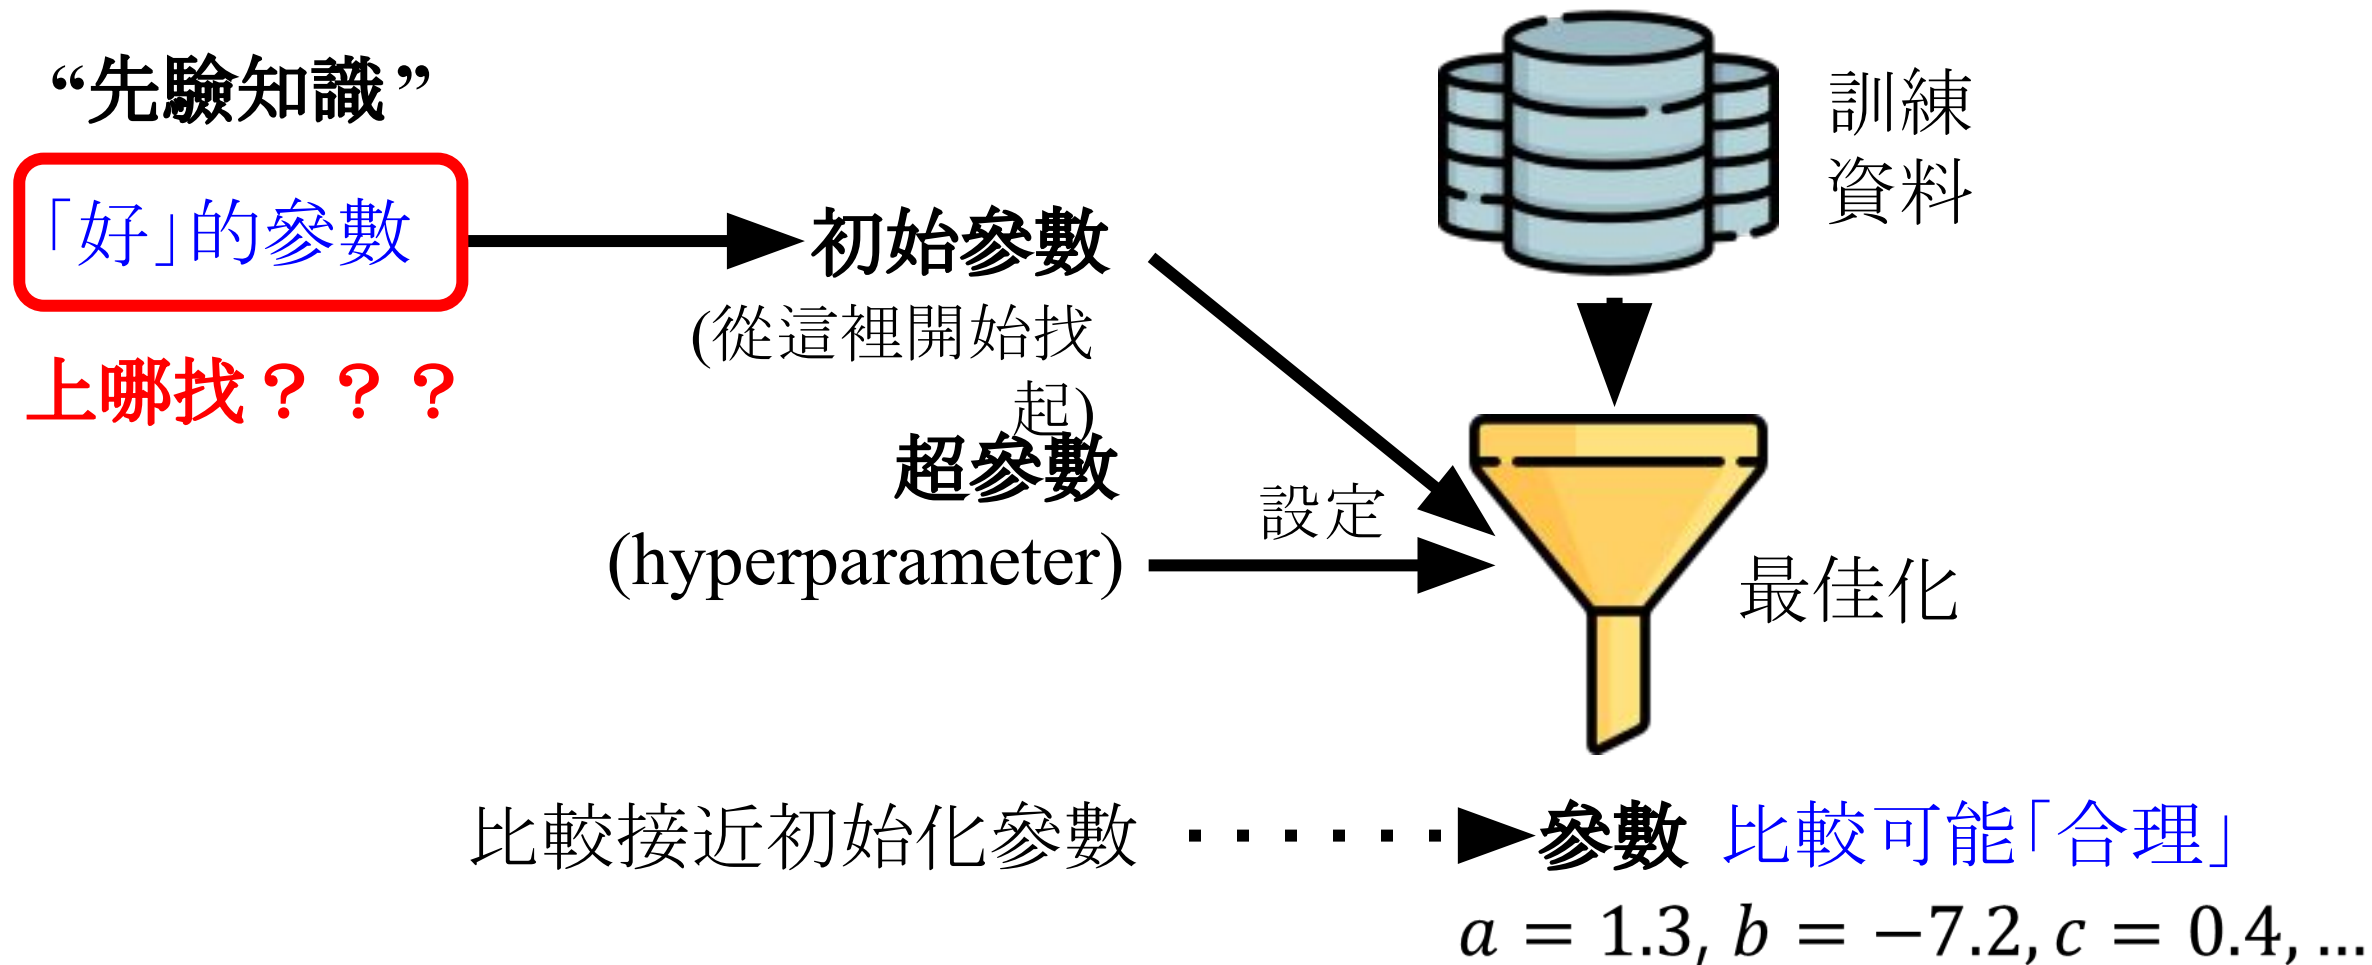 “先驗知識”
「好」的參數
上哪找？？？
初始參數
(從這裡開始找
起)
超參數
(hyperparameter)
設定
訓練
資料
最佳化
比較接近初始化參數
參數 比較可能「合理」
a = 1.3, b = −7.2, c = 0.4, …